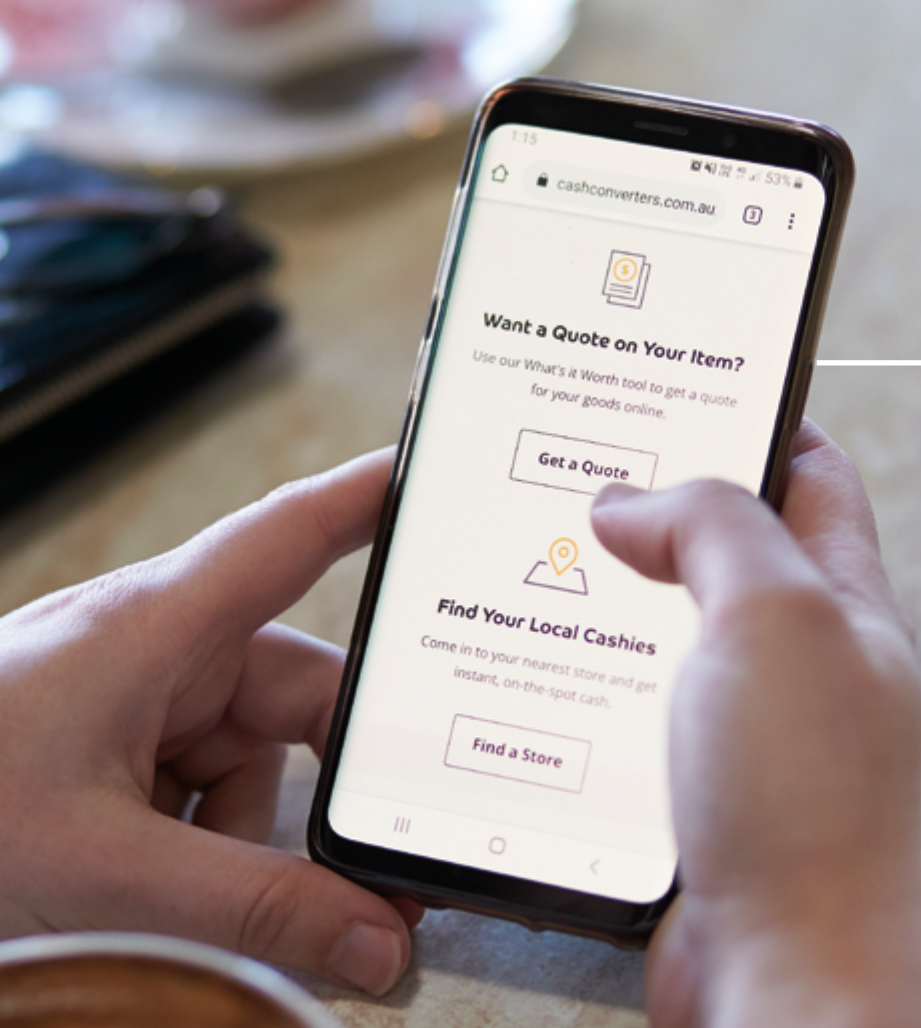 1:15
53%
cashconverters.com.au
3
$
Want a Quote on Your Item?
Use our What's it Worth tool to get a quote
for your goods online.
Get a Quote
Find Your Local Cashies
Come in to your nearest store and get
instant, on-the-spot cash.
Find a Store